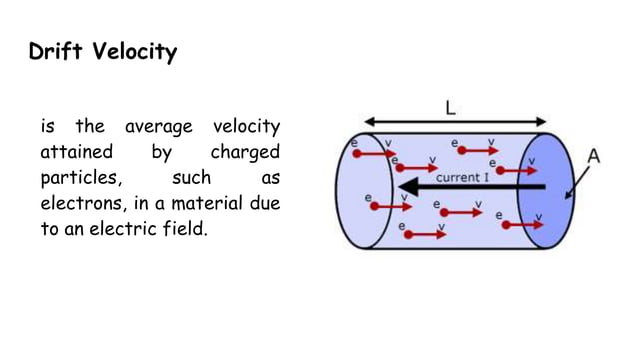 Drift Velocity
is the average velocity
attained by charged
particles, such as
electrons, in a material due
to an electric field.
L
A
e v
e v
e v
e v
current I
e v
e v
e v
e v